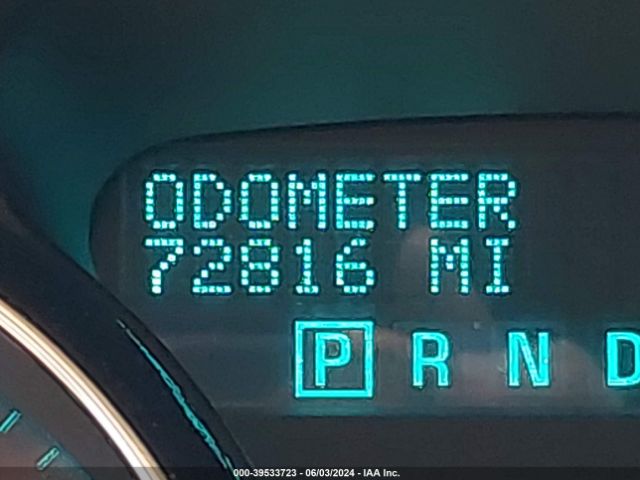 ODOMETER
72816 MI
P R N D
000-39533723 - 06/03/2024 - IAA Inc.